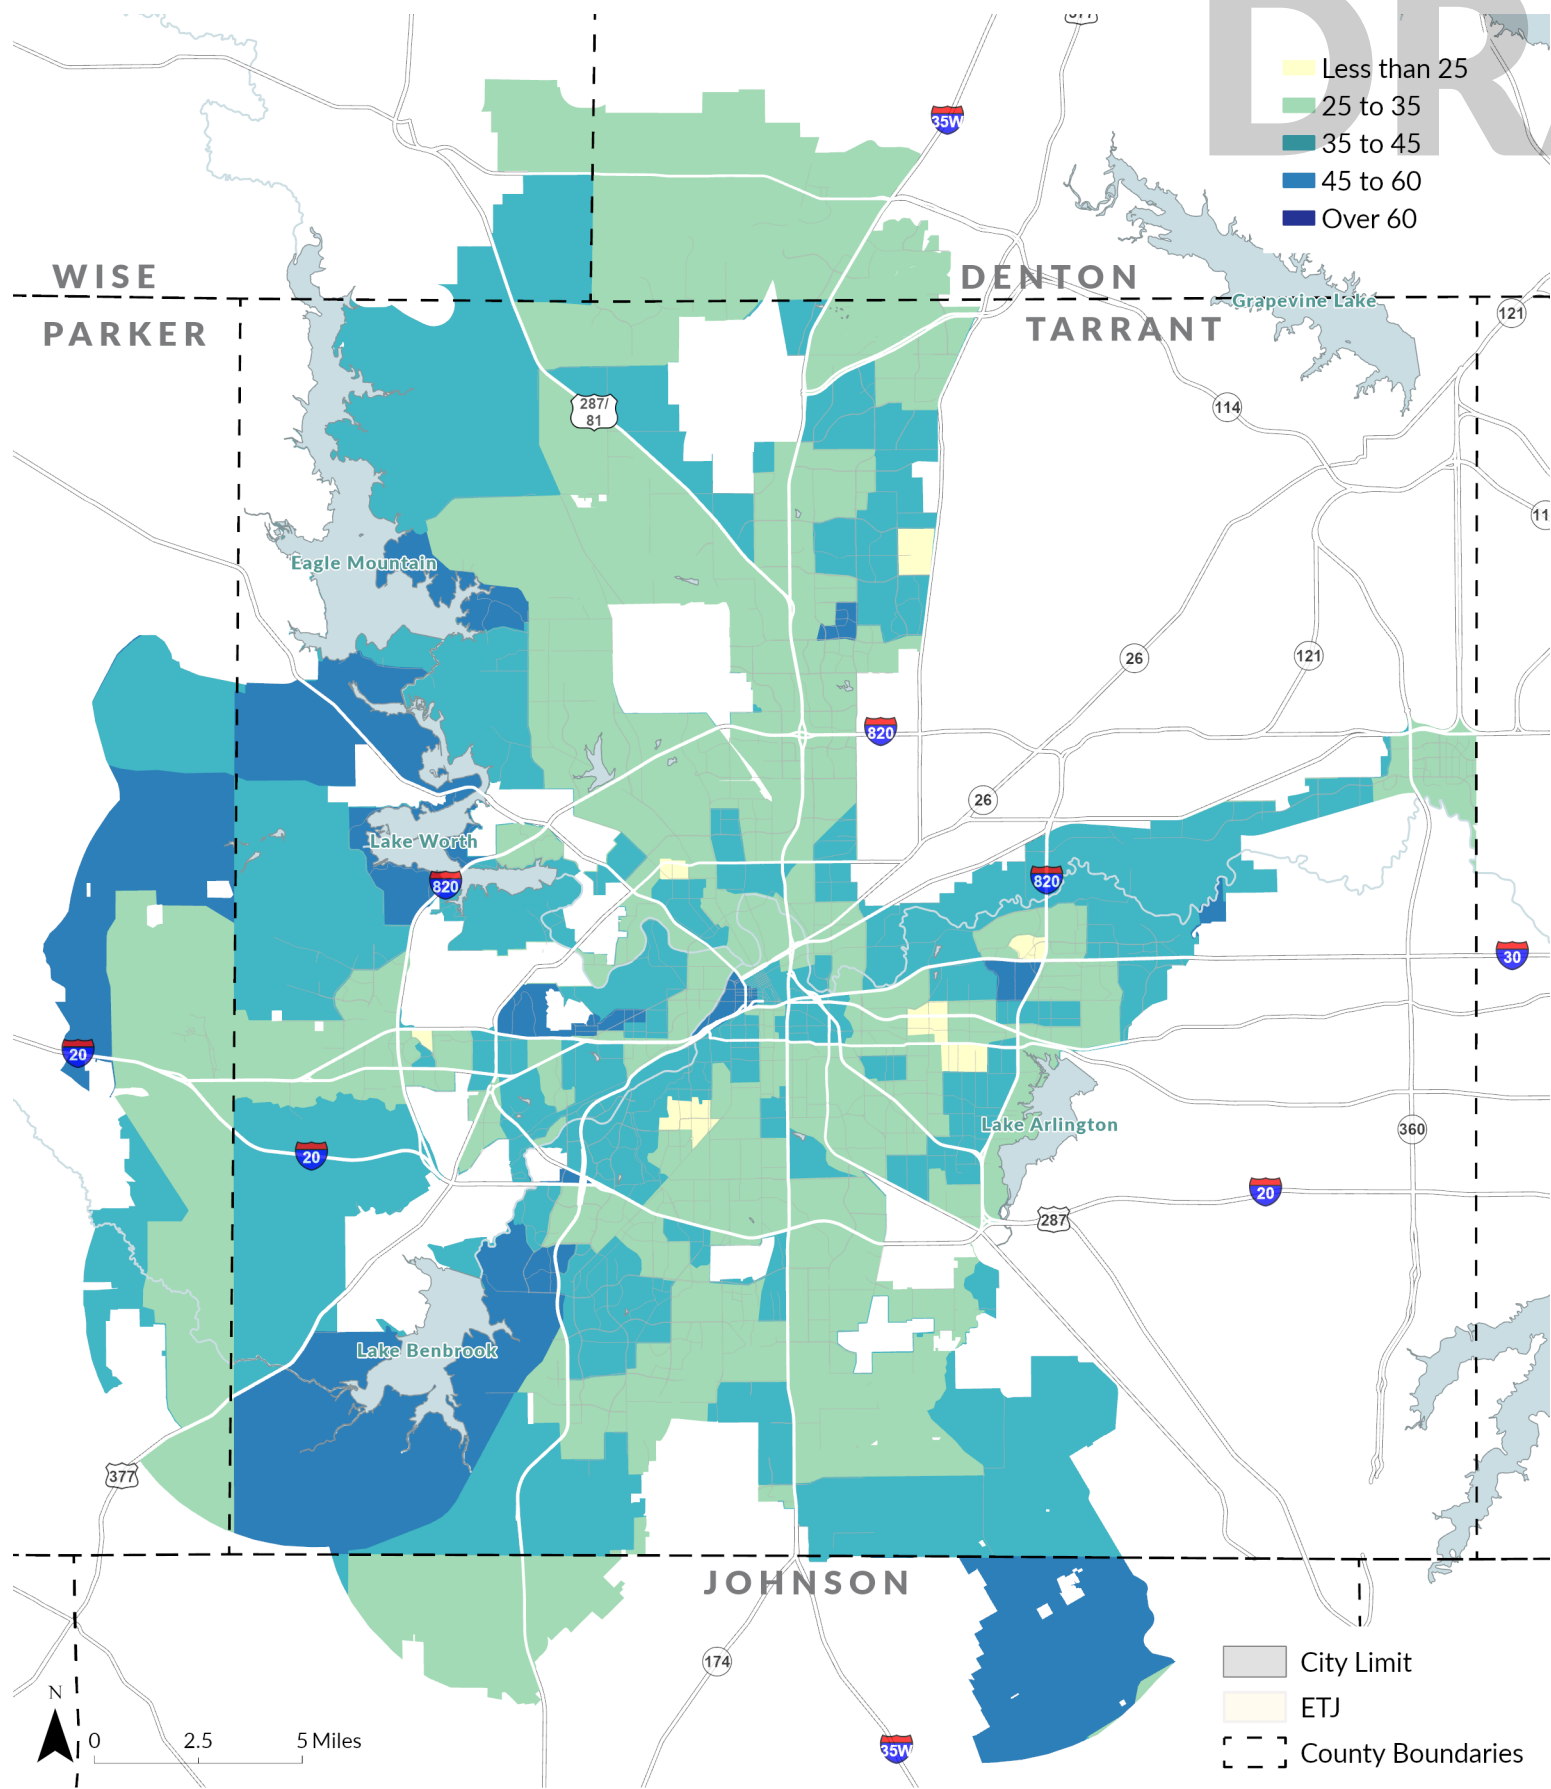 DRA
377
Less than 25
25 to 35
35 to 45
45 to 60
Over 60
35W
WISE
DENTON
Grapevine Lake
PARKER
TARRANT
121
287/
81
114
11
Eagle Mountain
26
121
820
26
Lake Worth
820
820
30
20
Lake Arlington
360
20
20
287
Lake Benbrook
377
JOHNSON
174
35W
City Limit
ETJ
County Boundaries
N
0 2.5 5 Miles